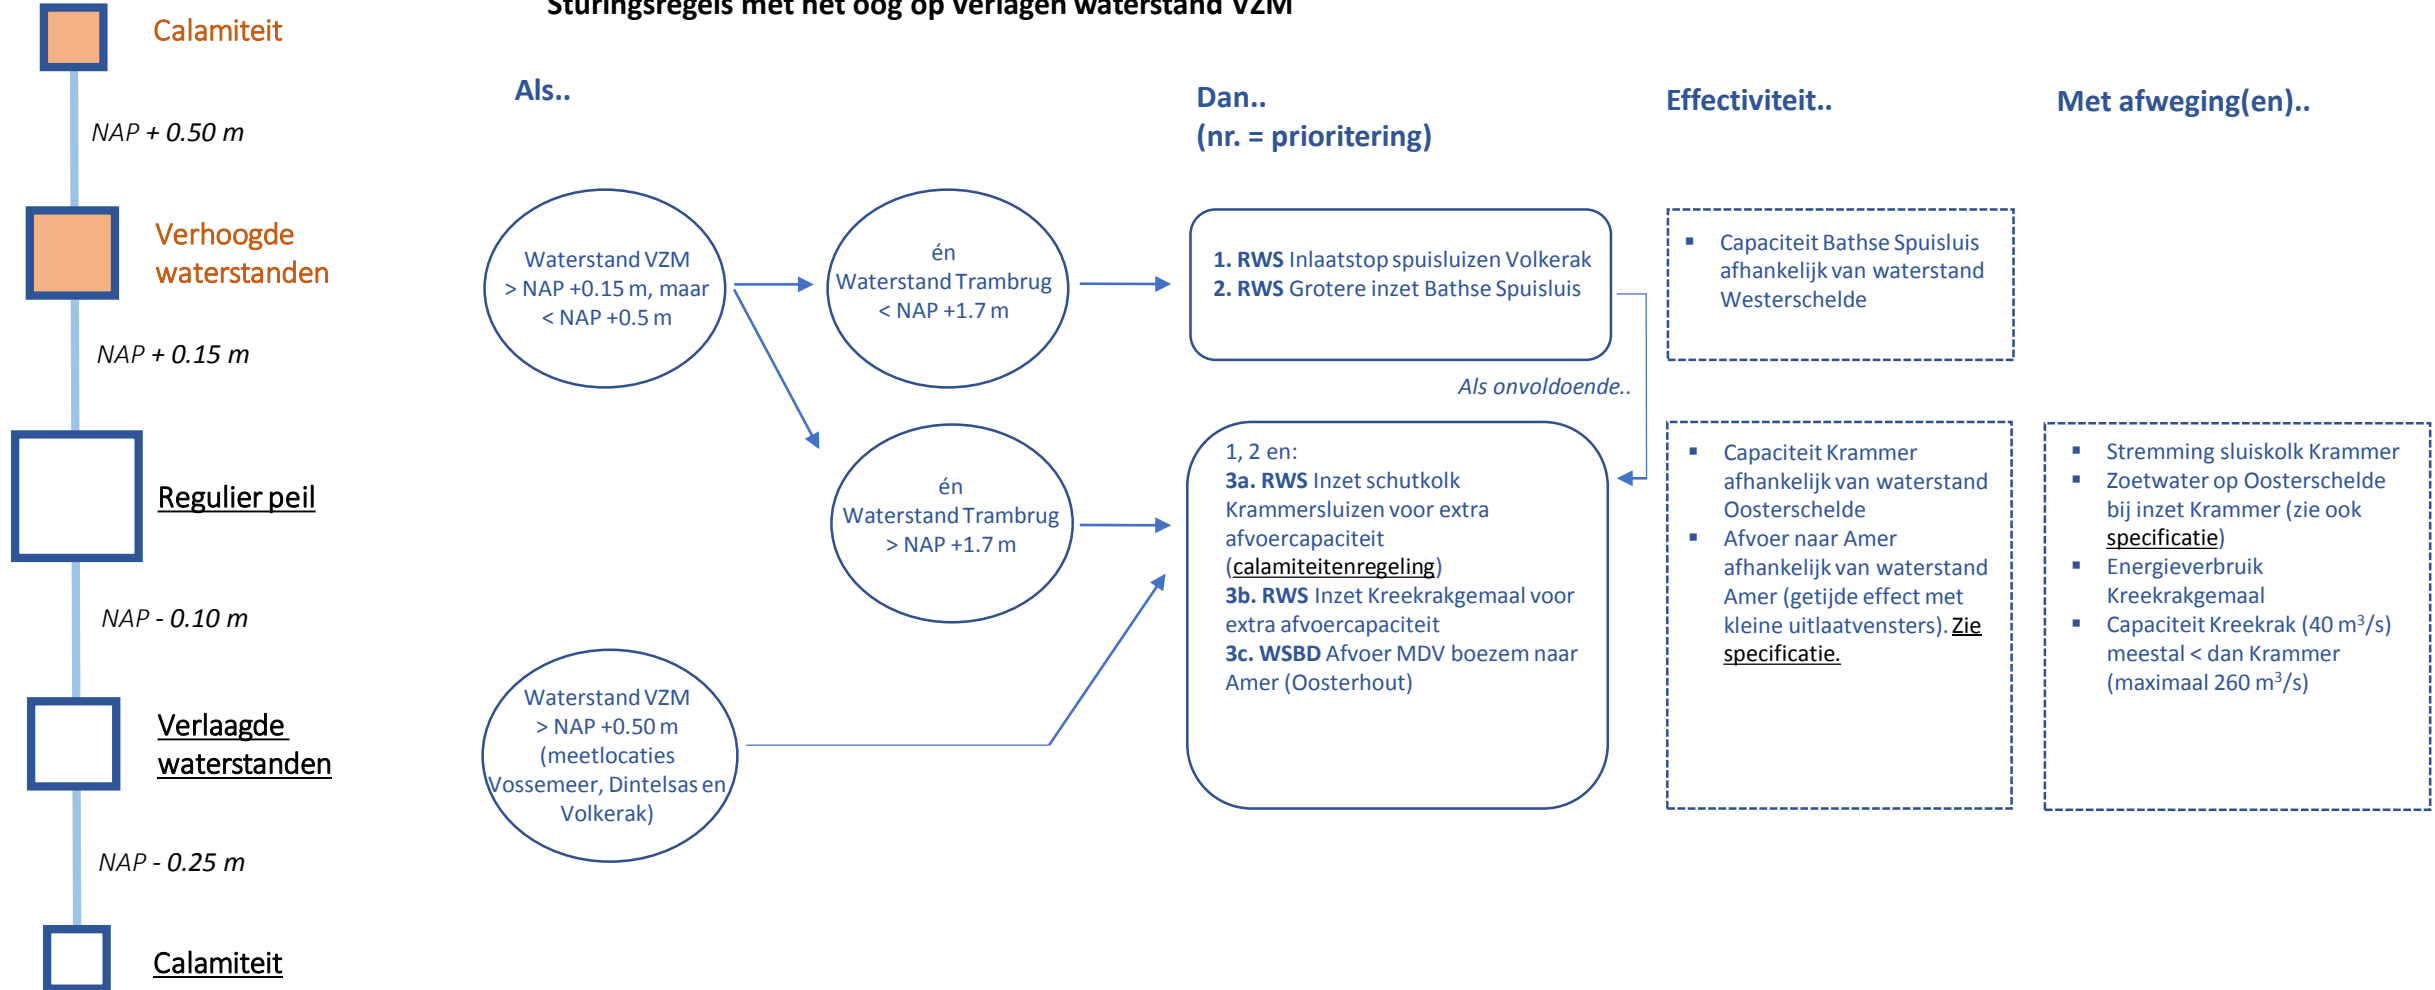 Sturingsregels met het oog op verlagen waterstand VZM
Calamiteit
NAP + 0.50 m
Verhoogde
waterstanden
NAP + 0.15 m
Regulier peil
NAP - 0.10 m
Verlaagde
waterstanden
NAP - 0.25 m
Calamiteit
Als..
Waterstand VZM
> NAP +0.15 m, maar
< NAP +0.5 m
én
Waterstand Trambrug
< NAP +1.7 m
én
Waterstand Trambrug
> NAP +1.7 m
Waterstand VZM
> NAP +0.50 m
(meetlocaties
Vossemeer, Dintelsas en
Volkerak)
Dan..
(nr. = prioritering)
1. RWS Inlaatstop spuisluizen Volkerak
2. RWS Grotere inzet Bathse Spuisluis
Als onvoldoende..
1, 2 en:
3a. RWS Inzet schutkolk
Krammersluizen voor extra
afvoercapaciteit
(calamiteitenregeling)
3b. RWS Inzet Kreekrakgemaal voor
extra afvoercapaciteit
3c. WSBD Afvoer MDV boezem naar
Amer (Oosterhout)
Effectiviteit..
▪ Capaciteit Bathse Spuisluis
afhankelijk van waterstand
Westerschelde
▪ Capaciteit Krammer
afhankelijk van waterstand
Oosterschelde
▪ Afvoer naar Amer
afhankelijk van waterstand
Amer (getijde effect met
kleine uitlaatvensters). Zie
specificatie.
Met afweging(en)..
▪ Stremming sluiskolk Krammer
▪ Zoetwater op Oosterschelde
bij inzet Krammer (zie ook
specificatie)
▪ Energieverbruik
Kreekrakgemaal
▪ Capaciteit Kreekrak (40 m³/s)
meestal < dan Krammer
(maximaal 260 m³/s)